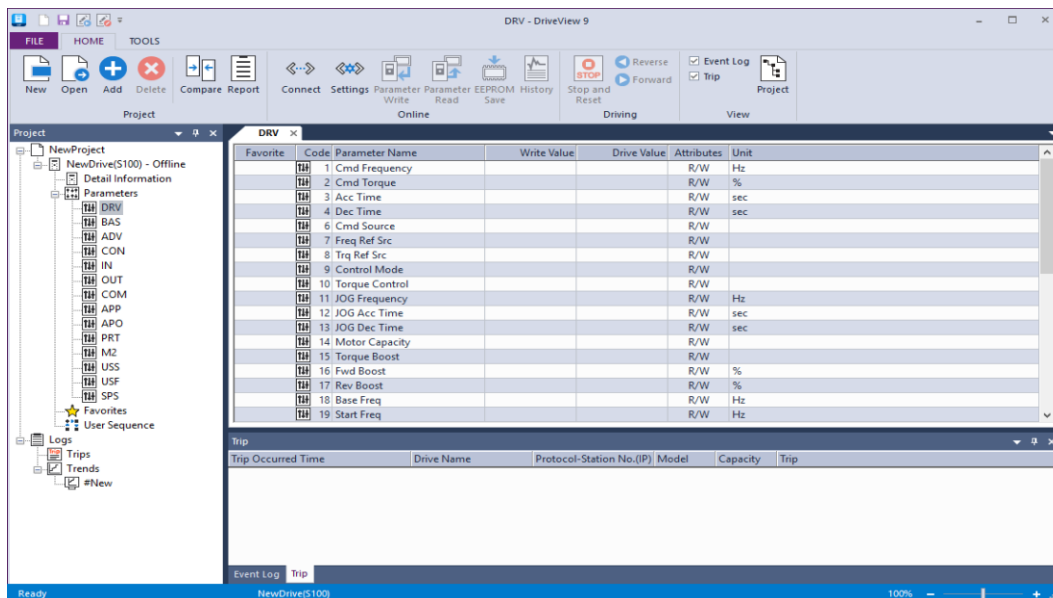 DRV - DriveView 9
FILE HOME TOOLS
New Open Add Delete Compare Report
Project
Connect Settings Parameter Write Parameter Read EEPROM Save History
Online
STOP Stop and Reset Reverse Forward
Driving
Event Log Trip Project
View
Project
NewProject
NewDrive(S100) - Offline
Detail Information
Parameters
DRV
BAS
ADV
CON
IN
OUT
COM
APP
APO
PRT
M2
USS
USF
SPS
Favorites
User Sequence
Logs
Trips
Trends
#New
DRV
Favorite Code Parameter Name Write Value Drive Value Attributes Unit
1 Cmd Frequency R/W Hz
2 Cmd Torque R/W %
3 Acc Time R/W sec
4 Dec Time R/W sec
6 Cmd Source R/W
7 Freq Ref Src R/W
8 Trq Ref Src R/W
9 Control Mode R/W
10 Torque Control R/W
11 JOG Frequency R/W Hz
12 JOG Acc Time R/W sec
13 JOG Dec Time R/W sec
14 Motor Capacity R/W
15 Torque Boost R/W
16 Fwd Boost R/W %
17 Rev Boost R/W %
18 Base Freq R/W Hz
19 Start Freq R/W Hz
Trip
Trip Occurred Time Drive Name Protocol-Station No.(IP) Model Capacity Trip
Event Log Trip
Ready NewDrive(S100) 100%